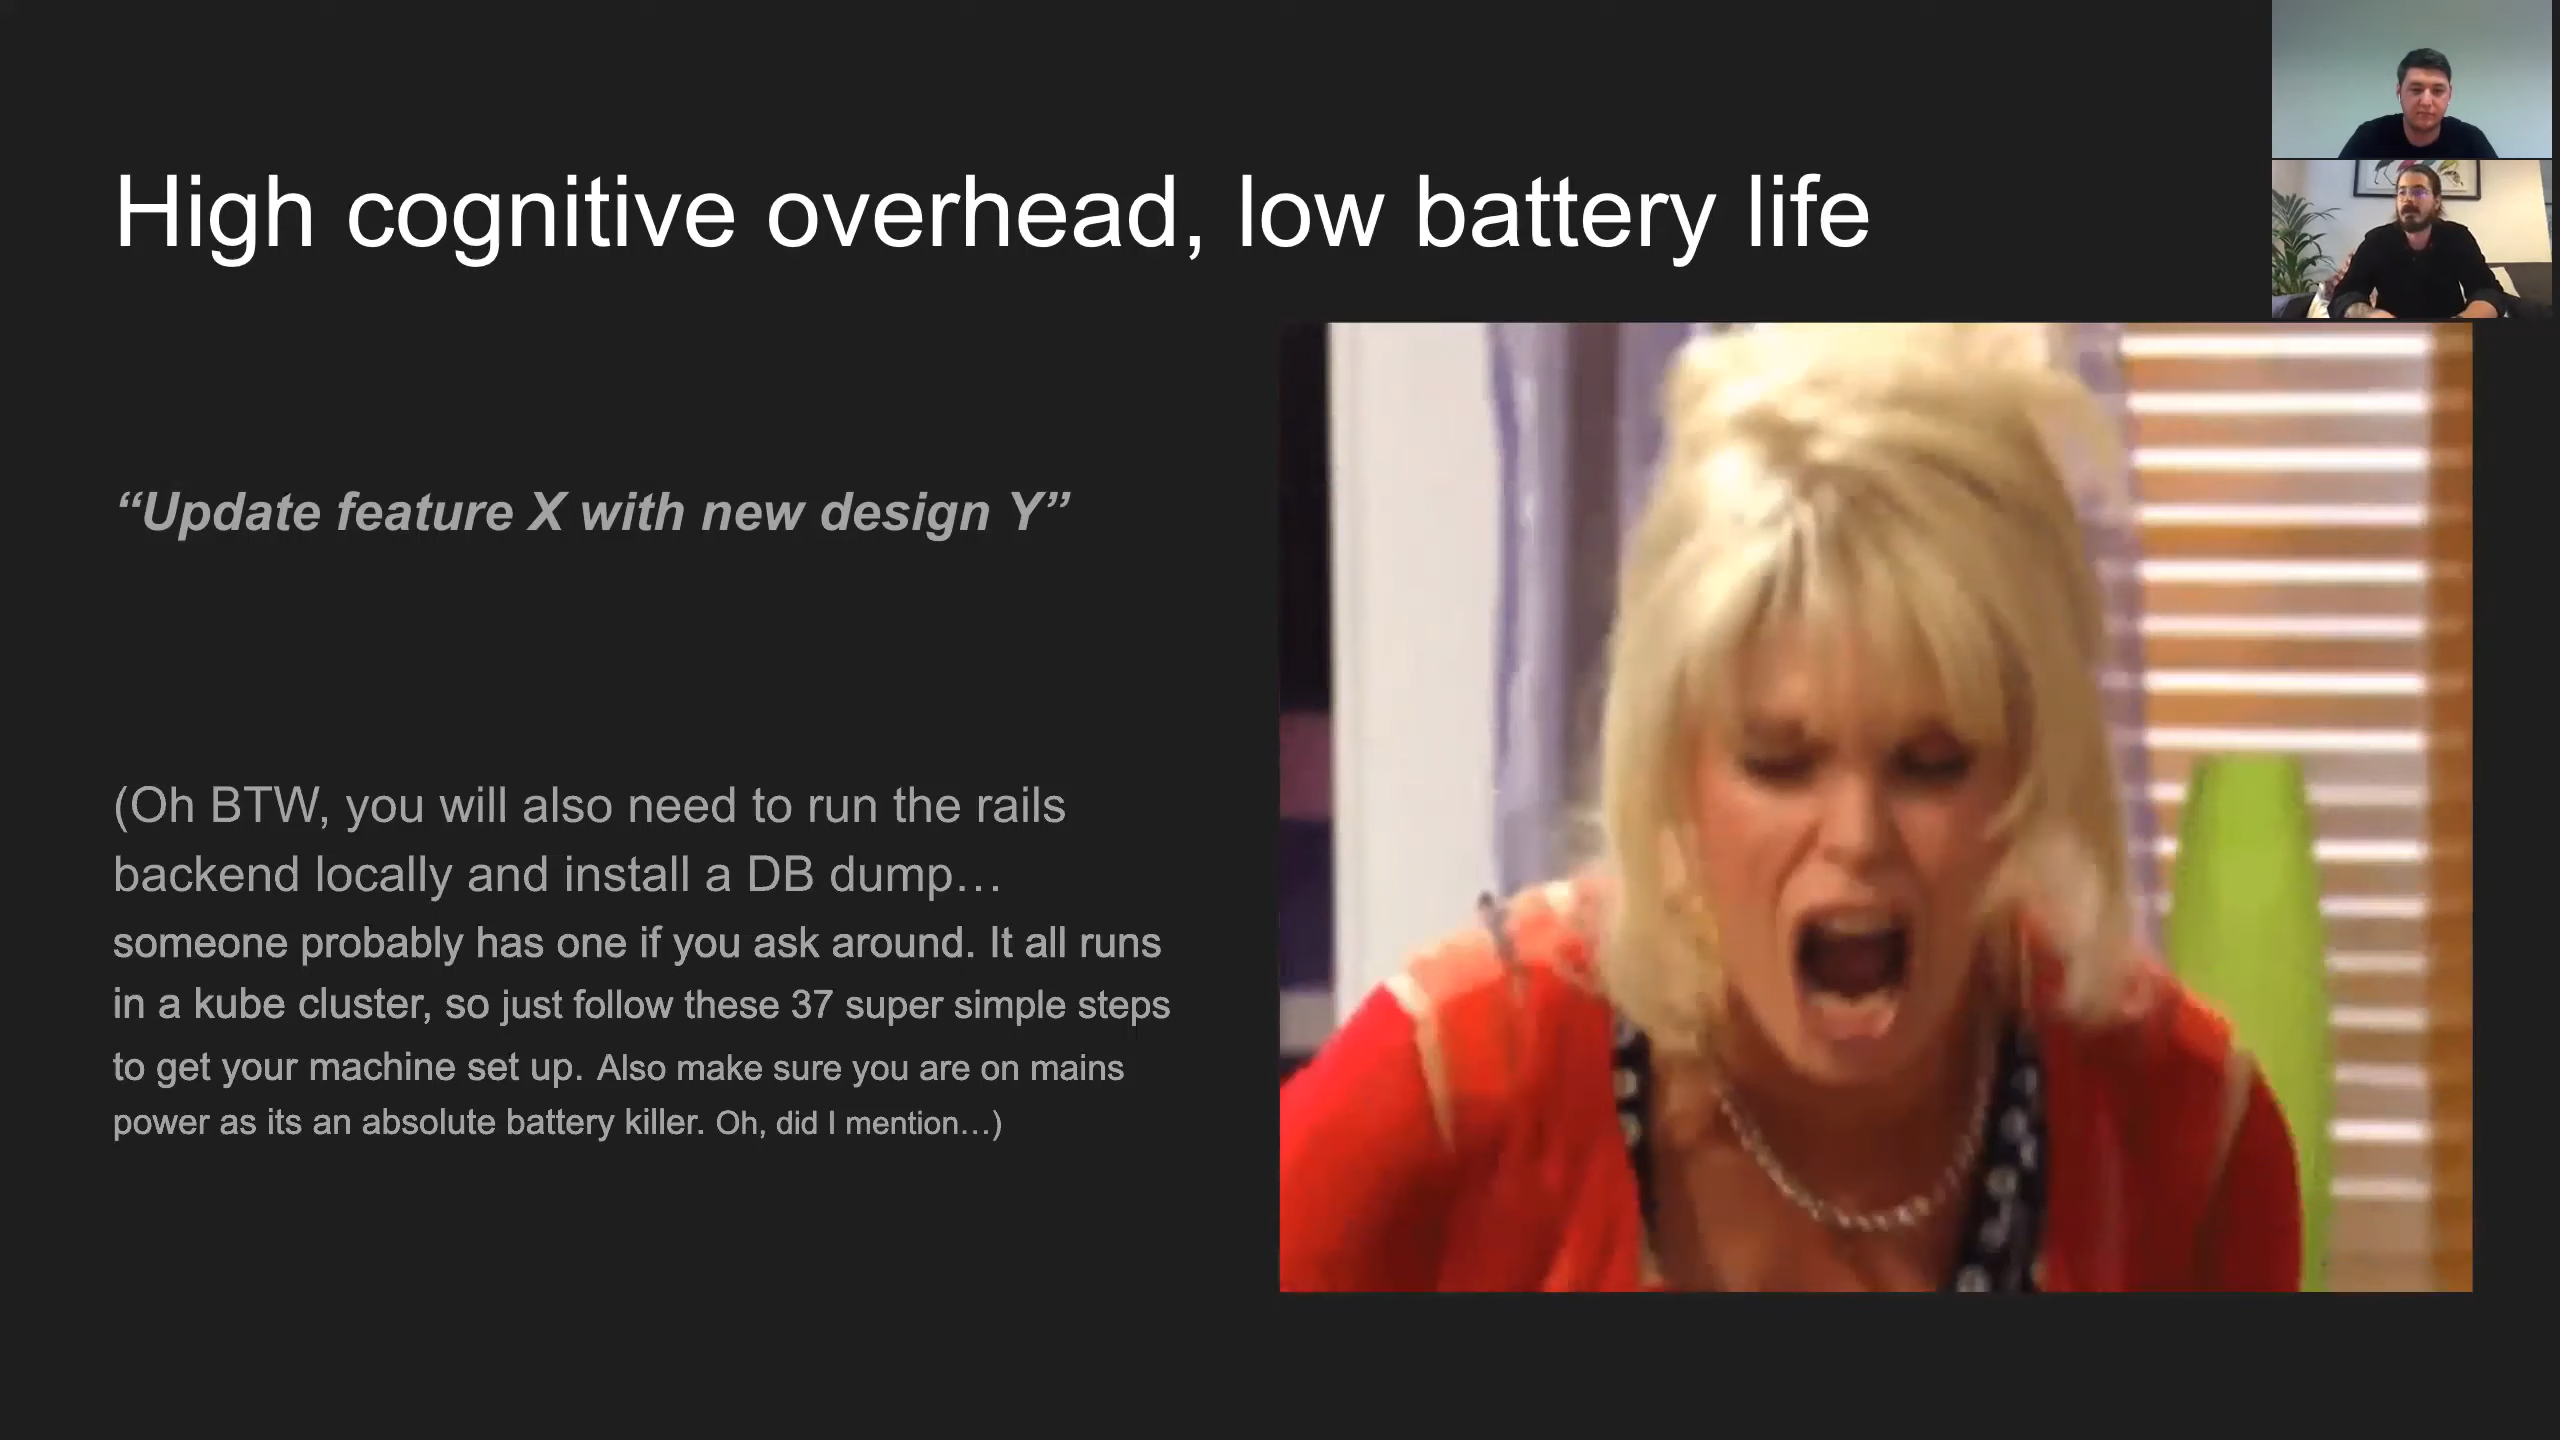 High cognitive overhead, low battery life
“Update feature X with new design Y”
(Oh BTW, you will also need to run the rails
backend locally and install a DB dump…
someone probably has one if you ask around. It all runs
in a kube cluster, so just follow these 37 super simple steps
to get your machine set up. Also make sure you are on mains
power as its an absolute battery killer. Oh, did I mention…)